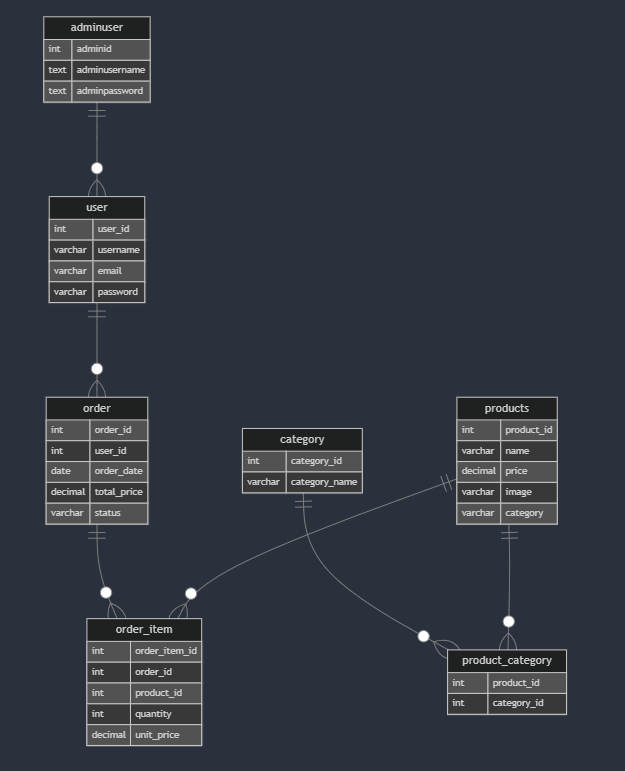 adminuser
int adminid
text adminusername
text adminpassword
user
int user_id
varchar username
varchar email
varchar password
order
int order_id
int user_id
date order_date
decimal total_price
varchar status
category
int category_id
varchar category_name
products
int product_id
varchar name
decimal price
varchar image
varchar category
order_item
int order_item_id
int order_id
int product_id
int quantity
decimal unit_price
product_category
int product_id
int category_id